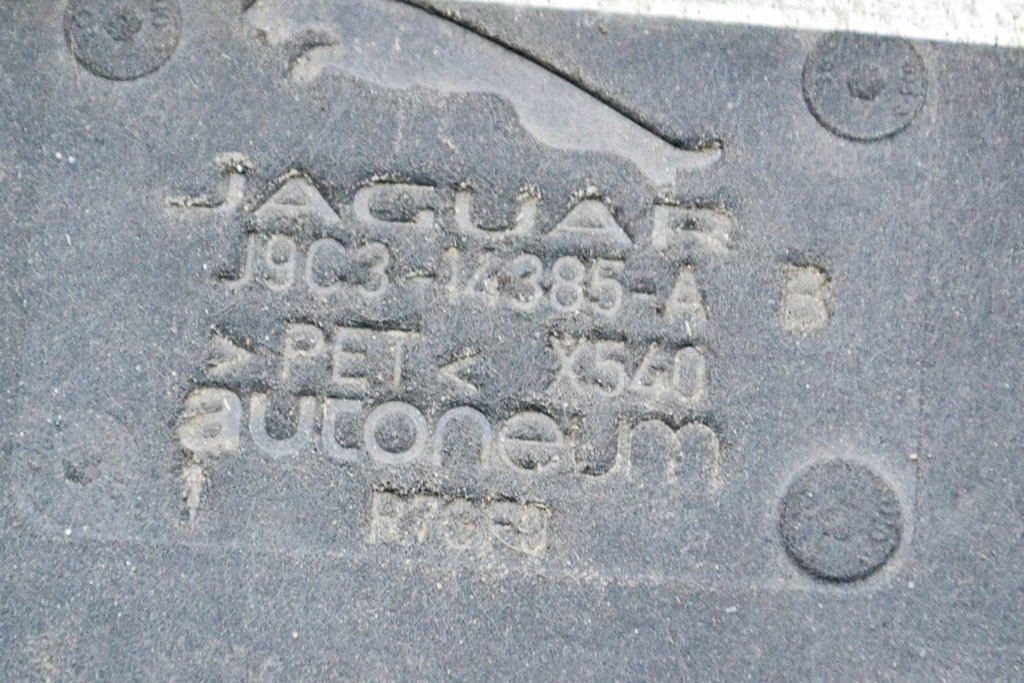 JAGUAR
J9C3-14385-A B
>PET< X540
autoneum